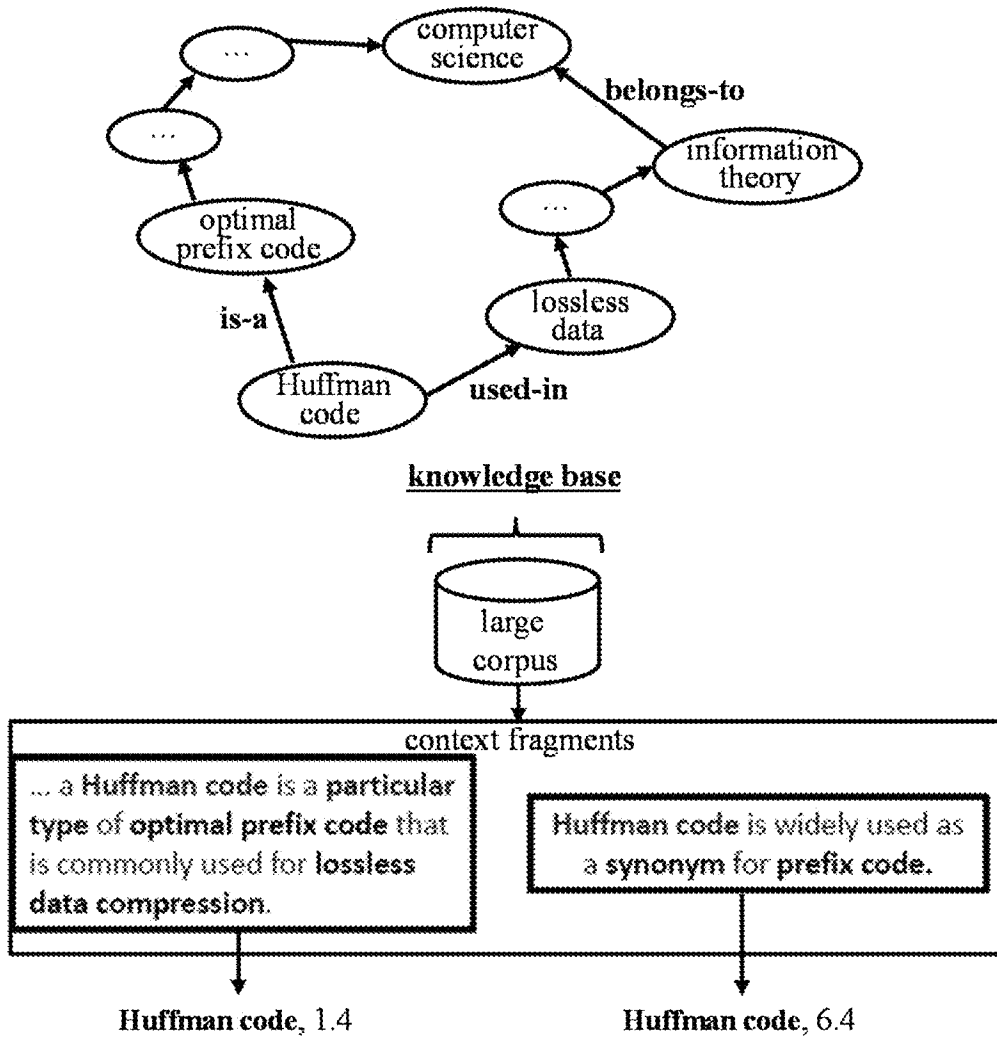 ...
computer
science
...
belongs-to
information
theory
...
optimal
prefix code
lossless
data
is-a
Huffman
code
used-in
knowledge base
large
corpus
context fragments
... a Huffman code is a particular
type of optimal prefix code that
is commonly used for lossless
data compression.
Huffman code is widely used as
a synonym for prefix code.
Huffman code, 1.4
Huffman code, 6.4